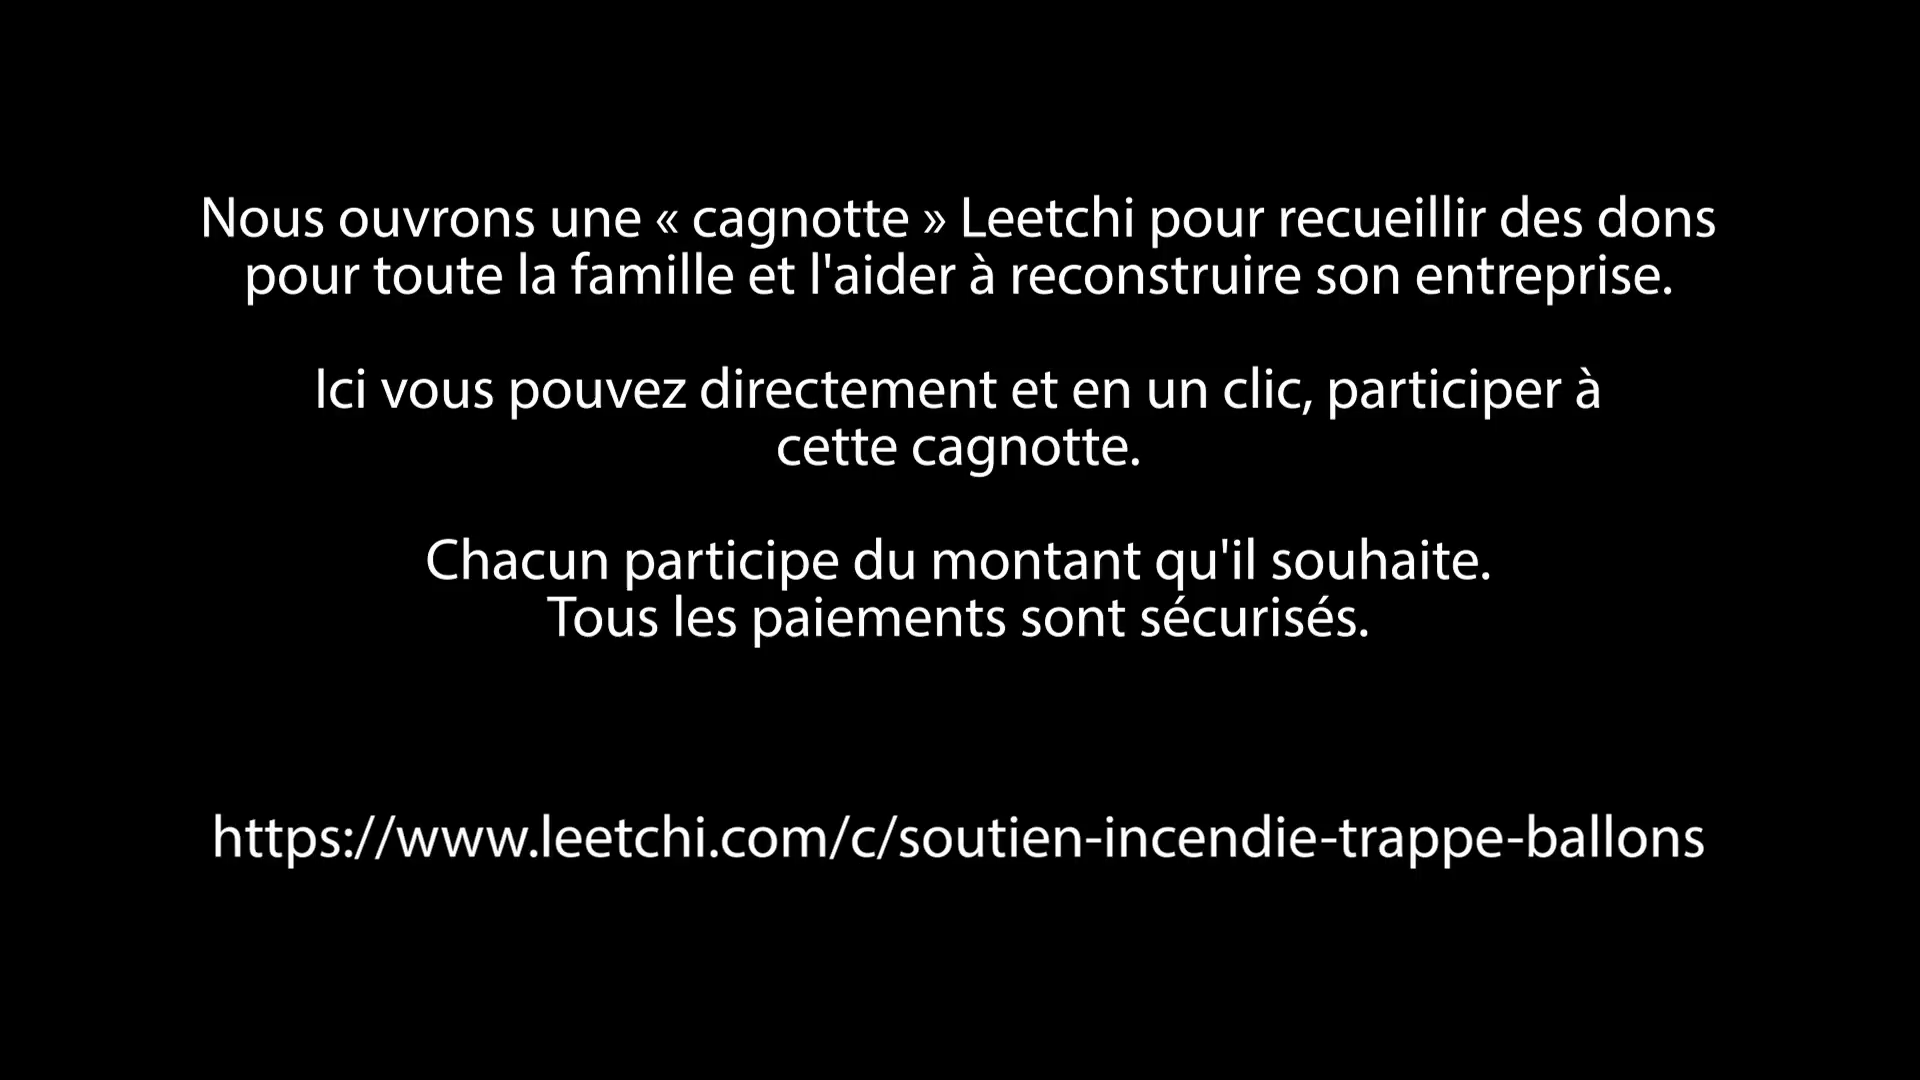 Nous ouvrons une « cagnotte » Leetchi pour recueillir des dons
pour toute la famille et l'aider à reconstruire son entreprise.
Ici vous pouvez directement et en un clic, participer à
cette cagnotte.
Chacun participe du montant qu'il souhaite.
Tous les paiements sont sécurisés.
https://www.leetchi.com/c/soutien-incendie-trappe-ballons